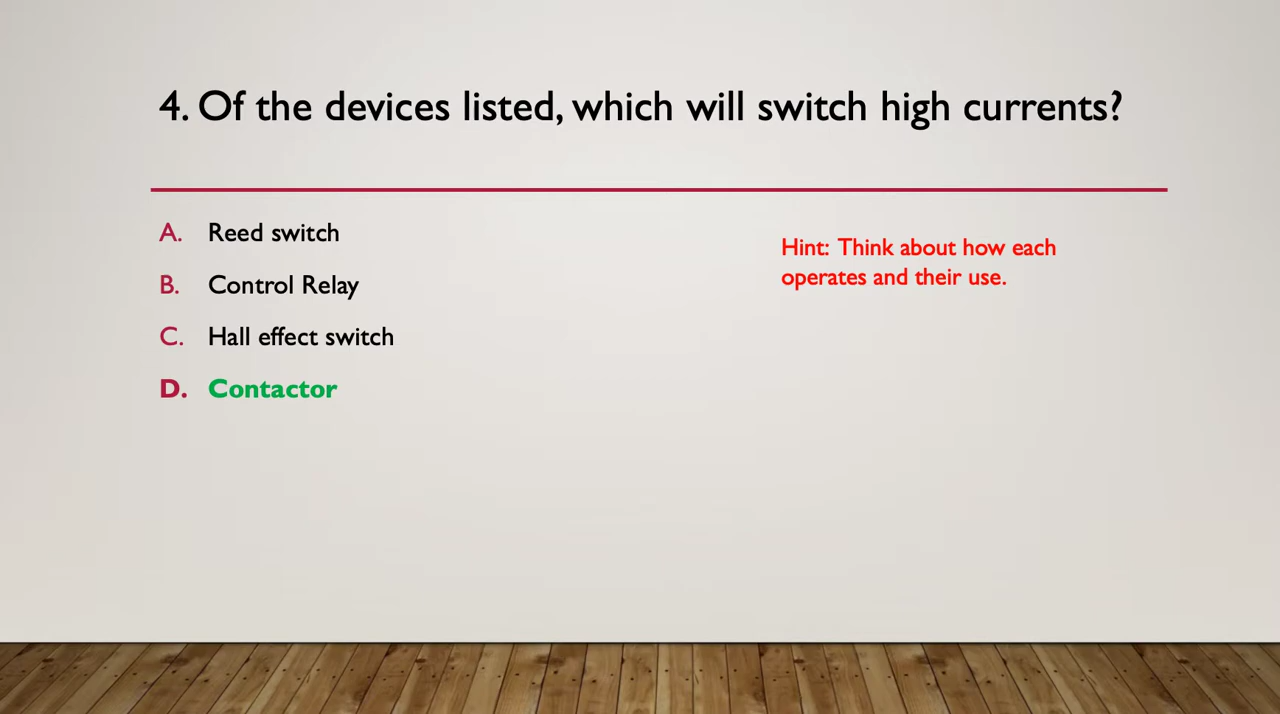 4. Of the devices listed, which will switch high currents?
A. Reed switch
B. Control Relay
C. Hall effect switch
D. Contactor
Hint: Think about how each
operates and their use.